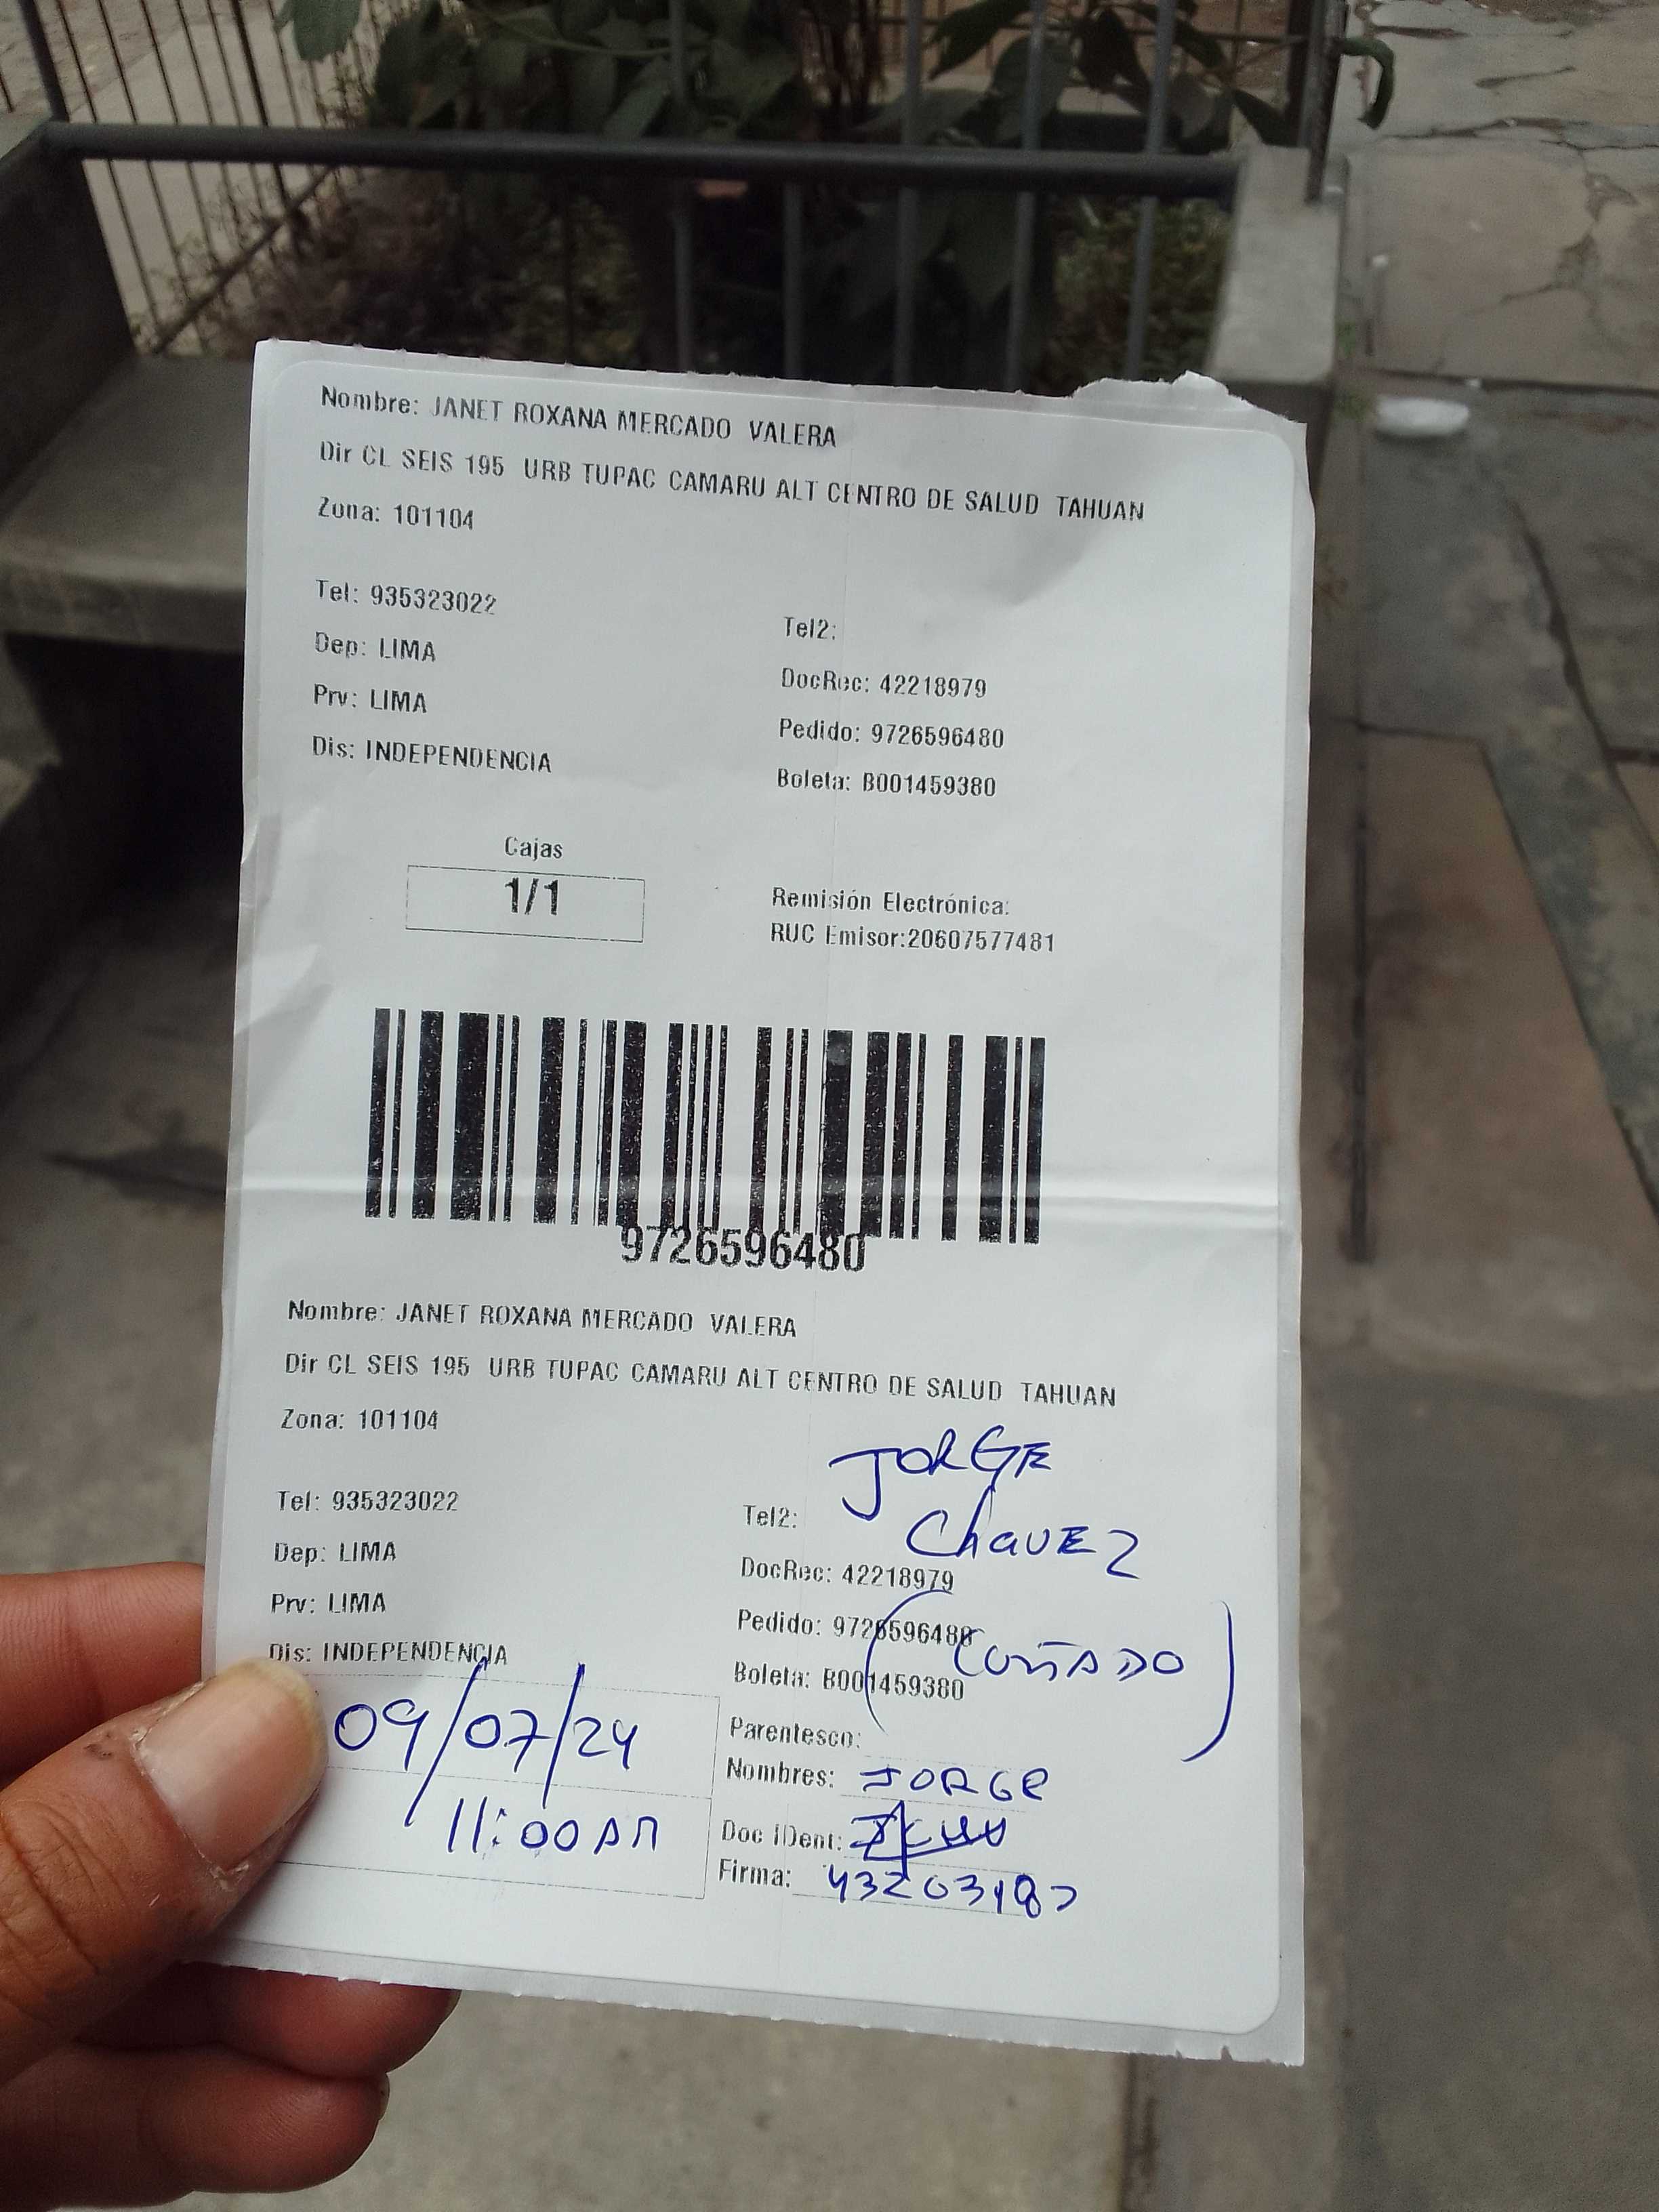 Nombre: JANET ROXANA MERCADO VALERA
Dir CL SEIS 195 URB TUPAC CAMARU ALT CENTRO DE SALUD TAHUAN
Zona: 101104
Tel: 935323022
Tel2:
Dep: LIMA
DocRec: 42218979
Prv: LIMA
Pedido: 9726596480
Dis: INDEPENDENCIA
Boleta: B001459380
Cajas
1/1
Remisión Electrónica:
RUC Emisor:20607577481
9726596480
Nombre: JANET ROXANA MERCADO VALERA
Dir CL SEIS 195 URB TUPAC CAMARU ALT CENTRO DE SALUD TAHUAN
Zona: 101104
JORGE
Chavez
Tel: 935323022
Tel2:
Dep: LIMA
DocRec: 42218979
Prv: LIMA
Pedido: 9726596480
(CUÑADO)
Dis: INDEPENDENCIA
Boleta: B001459380
09/07/24
11:00 AM
Parentesco:
Nombres: JORGE
Doc IDent:
Firma: